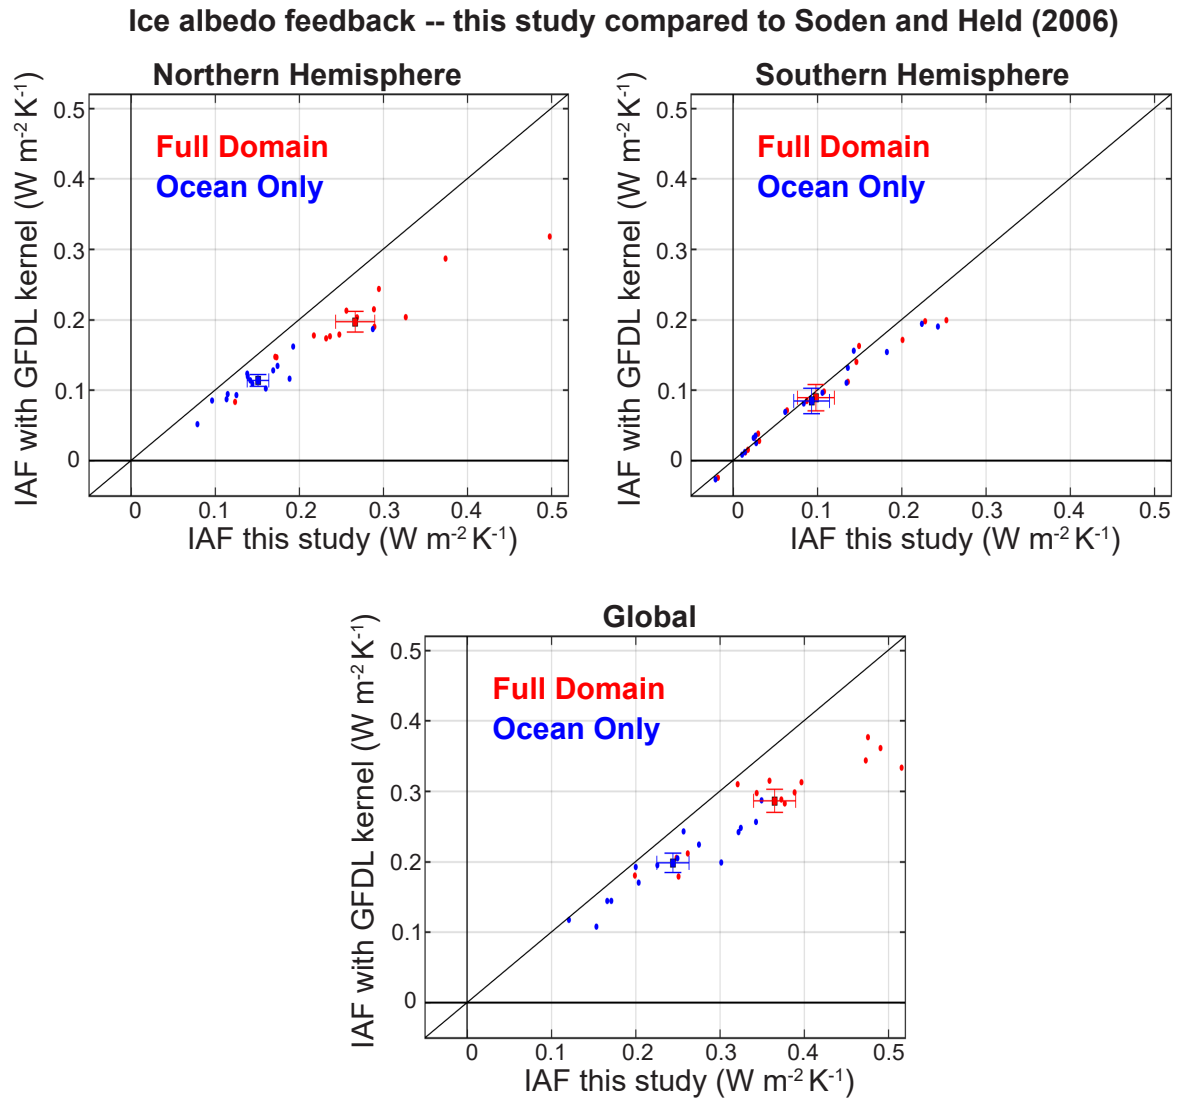 Ice albedo feedback -- this study compared to Soden and Held (2006)
Northern Hemisphere
IAF with GFDL kernel (W m-2 K-1)
0.5
0.4
0.3
0.2
0.1
0
Full Domain
Ocean Only
0 0.1 0.2 0.3 0.4 0.5
IAF this study (W m-2 K-1)
Southern Hemisphere
IAF with GFDL kernel (W m-2 K-1)
0.5
0.4
0.3
0.2
0.1
0
Full Domain
Ocean Only
0 0.1 0.2 0.3 0.4 0.5
IAF this study (W m-2 K-1)
Global
IAF with GFDL kernel (W m-2 K-1)
0.5
0.4
0.3
0.2
0.1
0
Full Domain
Ocean Only
0 0.1 0.2 0.3 0.4 0.5
IAF this study (W m-2 K-1)